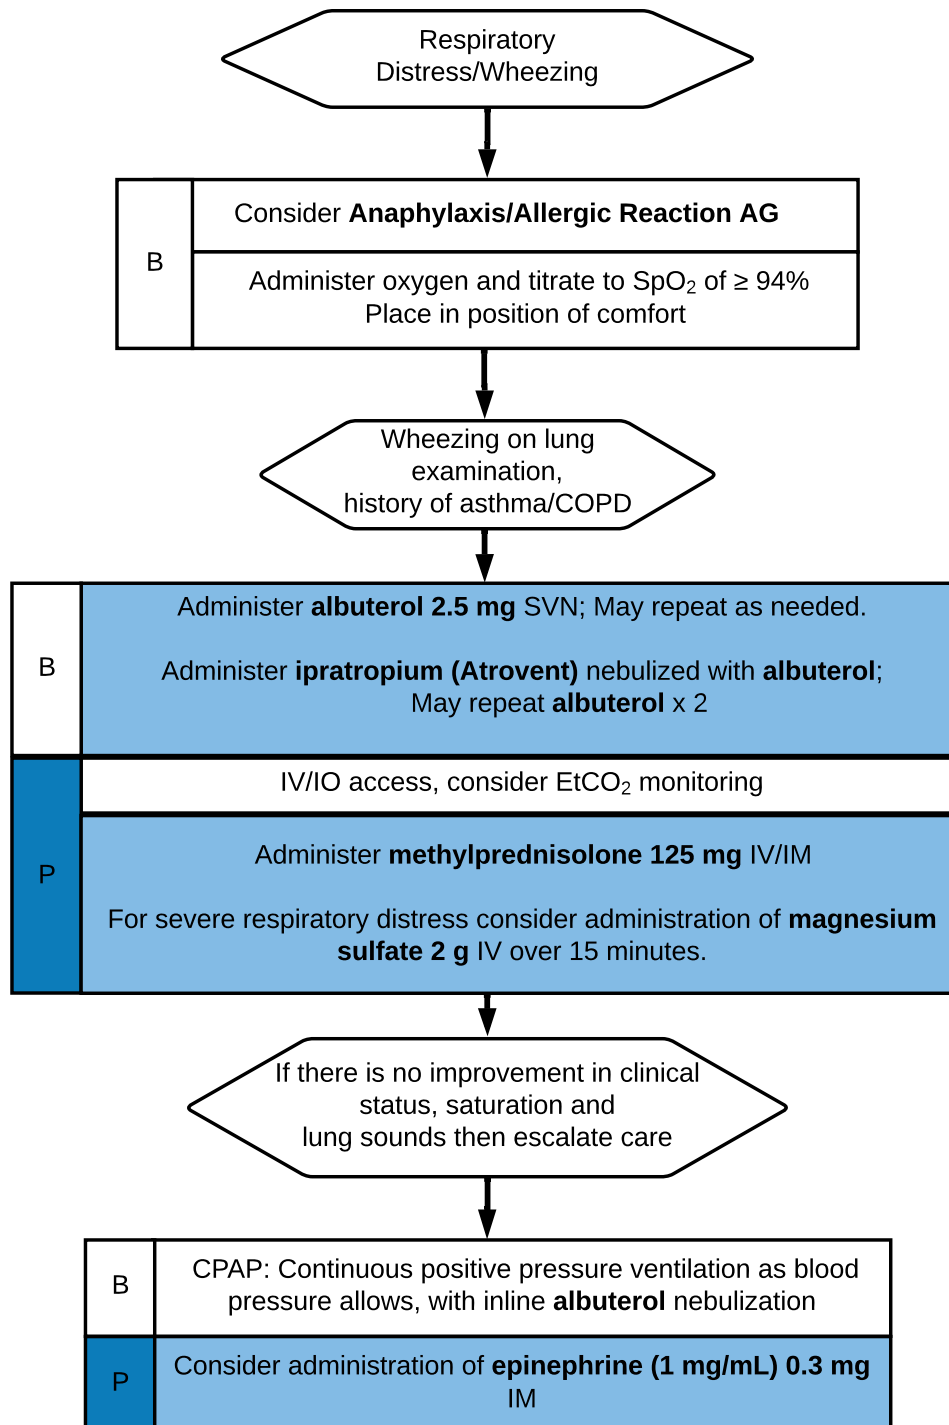 Respiratory
Distress/Wheezing
B
Consider Anaphylaxis/Allergic Reaction AG
Administer oxygen and titrate to SpO₂ of ≥ 94%
Place in position of comfort
Wheezing on lung
examination,
history of asthma/COPD
B
Administer albuterol 2.5 mg SVN; May repeat as needed.
Administer ipratropium (Atrovent) nebulized with albuterol;
May repeat albuterol x 2
P
IV/IO access, consider EtCO₂ monitoring
Administer methylprednisolone 125 mg IV/IM
For severe respiratory distress consider administration of magnesium
sulfate 2 g IV over 15 minutes.
If there is no improvement in clinical
status, saturation and
lung sounds then escalate care
B
CPAP: Continuous positive pressure ventilation as blood
pressure allows, with inline albuterol nebulization
P
Consider administration of epinephrine (1 mg/mL) 0.3 mg
IM